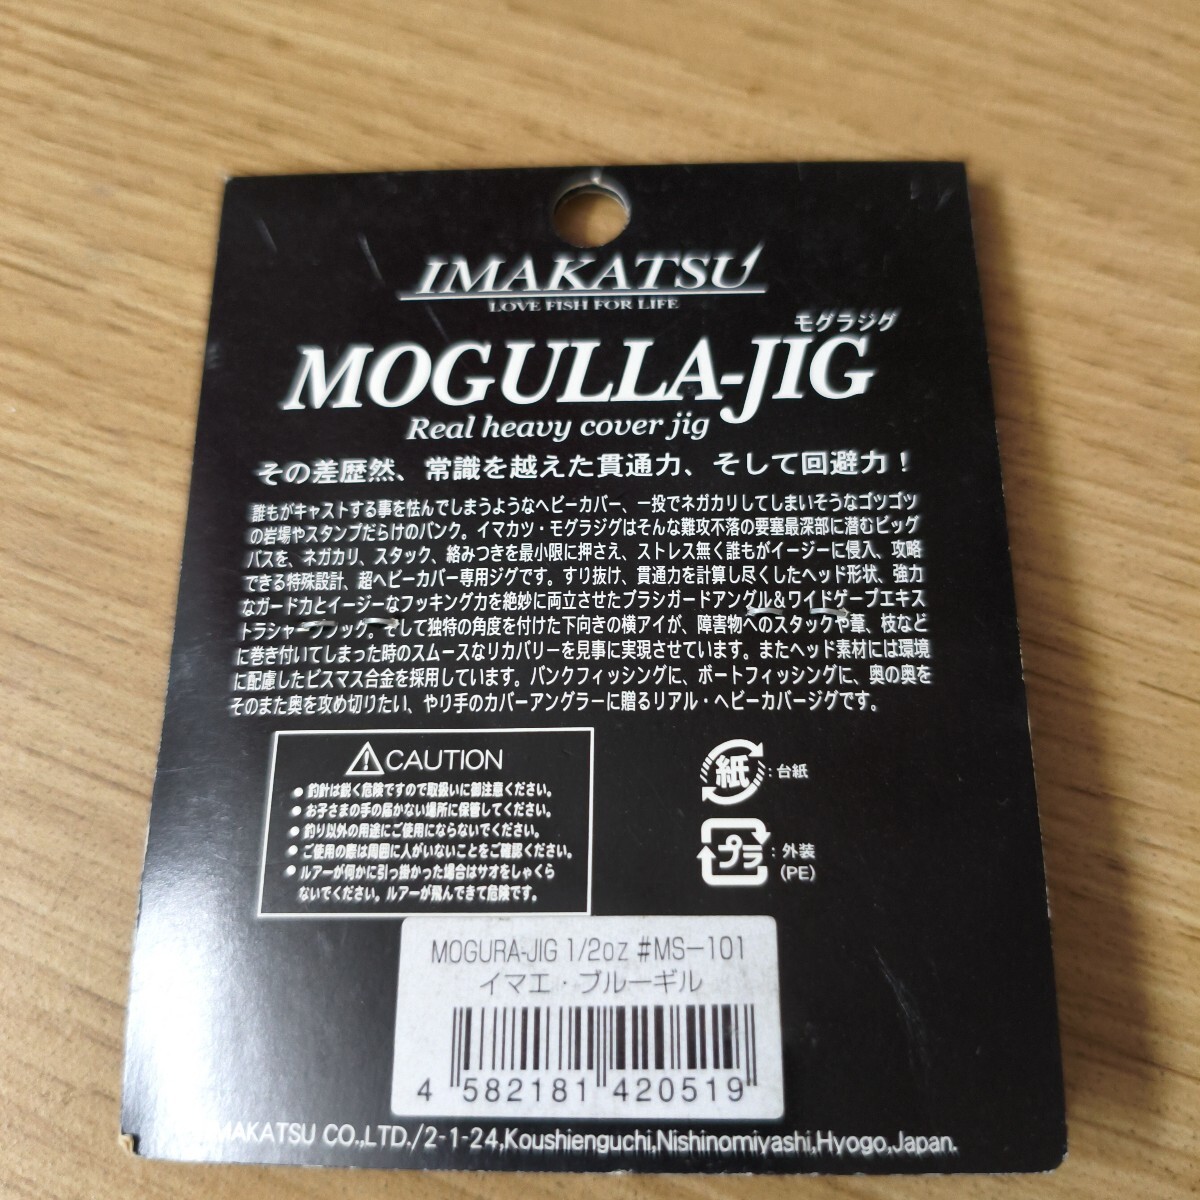 IMAKATSU
LOVE FISH FOR LIFE
モグラジグ
MOGULLA-JIG
Real heavy cover jig
その差歴然、常識を越えた貫通力、そして回避力！
誰もがキャストする事を怯んでしまうようなヘビーカバー、一投でネガカリしてしまいそうなゴツゴツ
の岩場やスタンプだらけのバンク。イマカツ・モグラジグはそんな難攻不落の要塞最深部に潜むビッグ
バスを、ネガカリ、スタック、絡みつきを最小限に押さえ、ストレス無く誰もがイージーに侵入、攻略
できる特殊設計、超ヘビーカバー専用ジグです。すり抜け、貫通力を計算し尽くしたヘッド形状、強力
なガード力とイージーなフッキング力を絶妙に両立させたブラシガードアングル＆ワイドゲープエキス
トラシャープフック。そして独特の角度を付けた下向きの横アイが、障害物へのスタックや葦、枝など
に巻き付いてしまった時のスムースなリカバリーを見事に実現させています。またヘッド素材には環境
に配慮したビスマス合金を採用しています。バンクフィッシングに、ボートフィッシングに、奥の奥を
そのまた奥を攻め切りたい、やり手のカバーアングラーに贈るリアル・ヘビーカバージグです。
CAUTION
●釣針は鋭く危険ですので取扱いに御注意ください。
●お子さまの手の届かない場所に保管してください。
●釣り以外の用途にご使用にならないでください。
●ご使用の際は周囲に人がいないことをご確認ください。
●ルアーが何かに引っ掛かった場合はサオをしゃくら
ないでください。ルアーが飛んできて危険です。
紙：台紙
プラ：外装
(PE)
MOGURA-JIG 1/2oz #MS-101
イマエ・ブルーギル
4 582181 420519
IMAKATSU CO.,LTD./2-1-24,Koushienguchi,Nishinomiyashi,Hyogo,Japan.